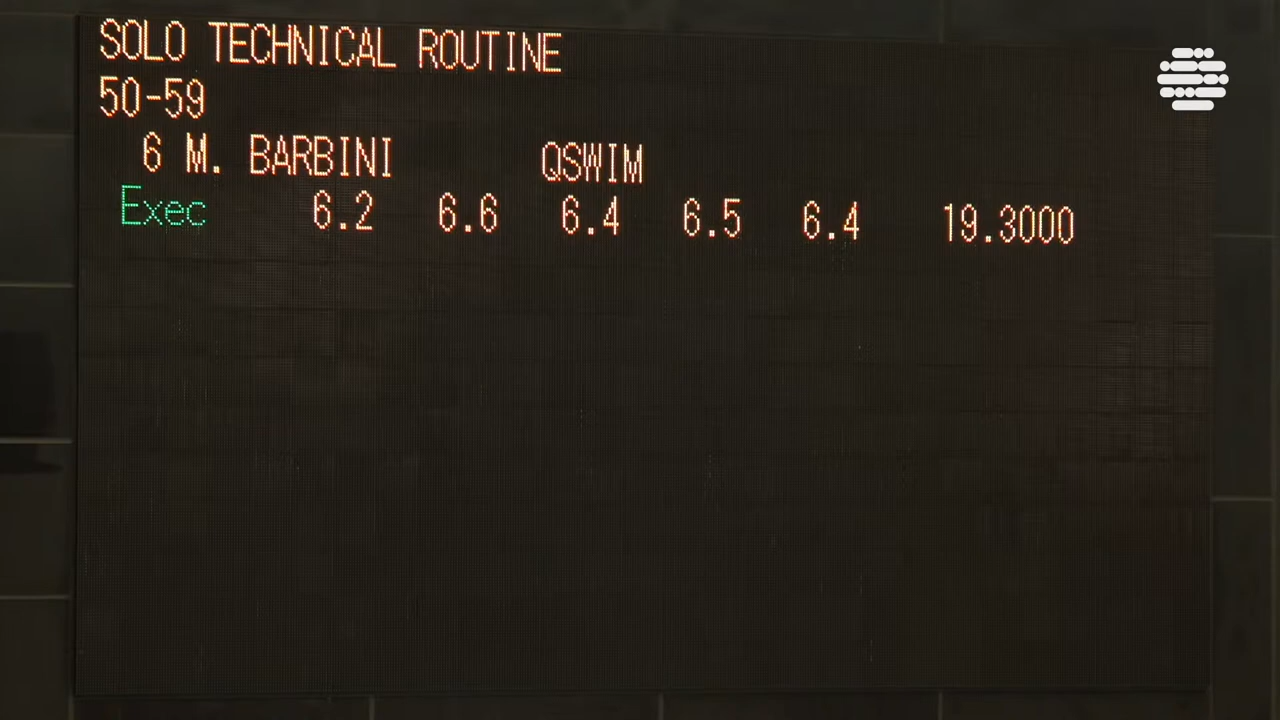 SOLO TECHNICAL ROUTINE
50-59
6 M. BARBINI QSWIM
Exec 6.2 6.6 6.4 6.5 6.4 19.3000